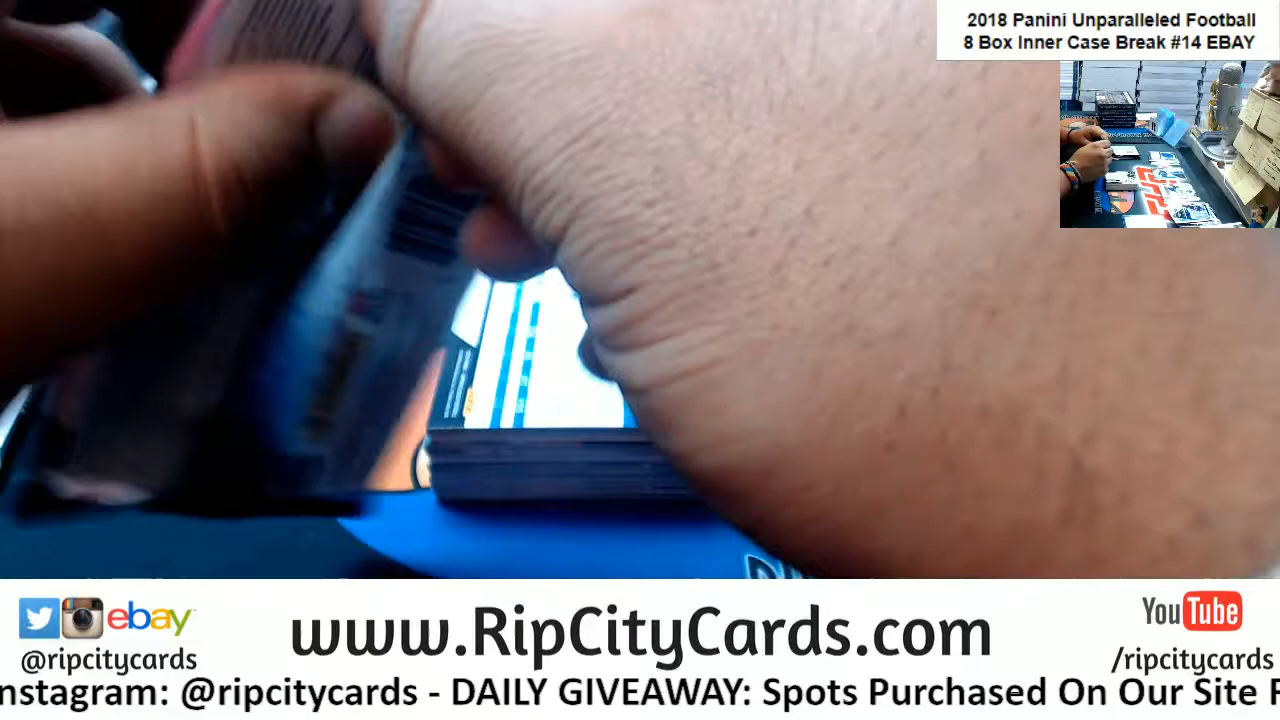 2018 Panini Unparalleled Football
8 Box Inner Case Break #14 EBAY
ebay
www.RipCityCards.com
YouTube
@ripcitycards
/ripcitycards
nstagram: @ripcitycards - DAILY GIVEAWAY: Spots Purchased On Our Site F